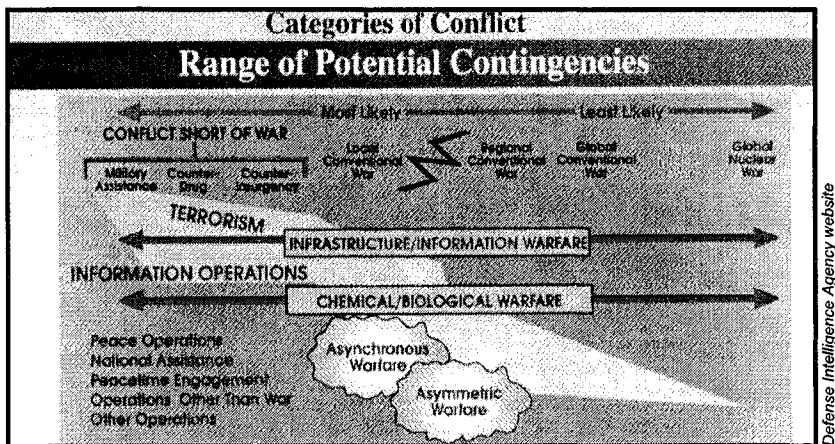 Categories of Conflict
Range of Potential Contingencies
Most Likely Least Likely
CONFLICT SHORT OF WAR
Military Assistance
Counter-Drug
Counter-Insurgency
Local Conventional War
Regional Conventional War
Global Conventional War
Global Nuclear War
TERRORISM
INFRASTRUCTURE/INFORMATION WARFARE
INFORMATION OPERATIONS
CHEMICAL/BIOLOGICAL WARFARE
Peace Operations
National Assistance
Peacetime Engagement
Operations Other Than War
Other Operations
Asynchronous
Warfare
Asymmetric
Warfare
Defense Intelligence Agency website